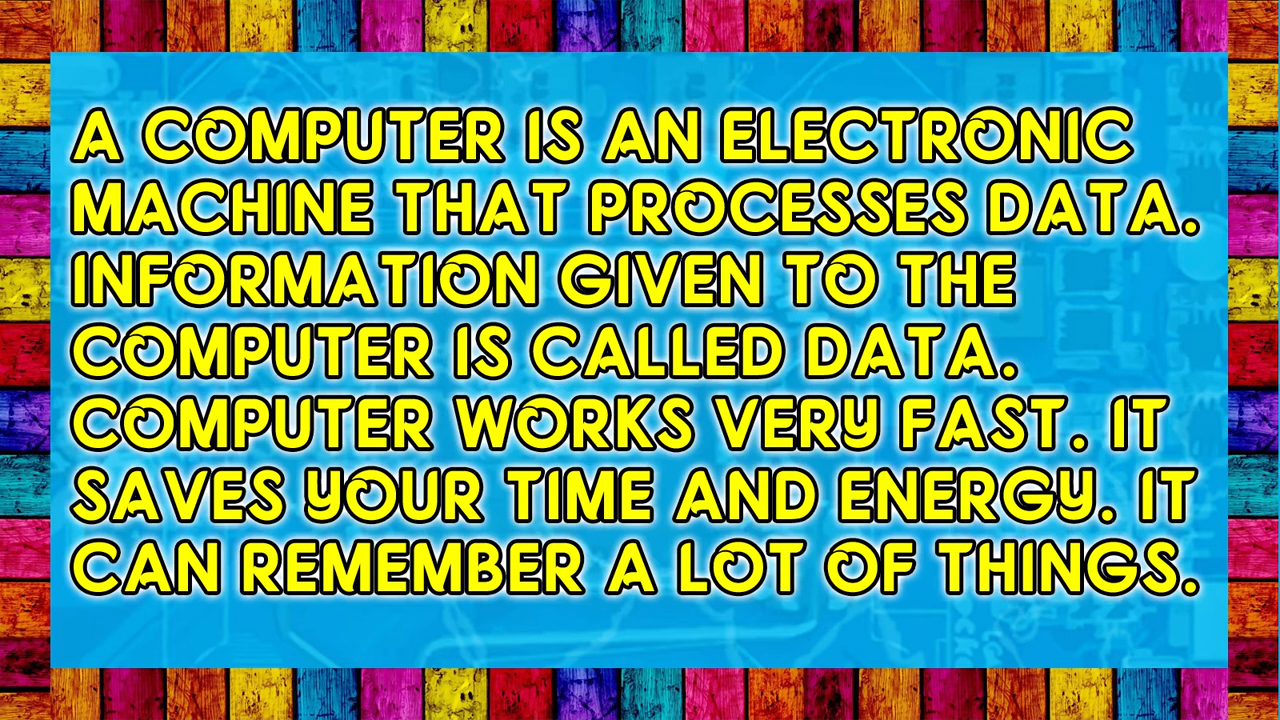 A COMPUTER IS AN ELECTRONIC
MACHINE THAT PROCESSES DATA.
INFORMATION GIVEN TO THE
COMPUTER IS CALLED DATA.
COMPUTER WORKS VERY FAST. IT
SAVES YOUR TIME AND ENERGY. IT
CAN REMEMBER A LOT OF THINGS.